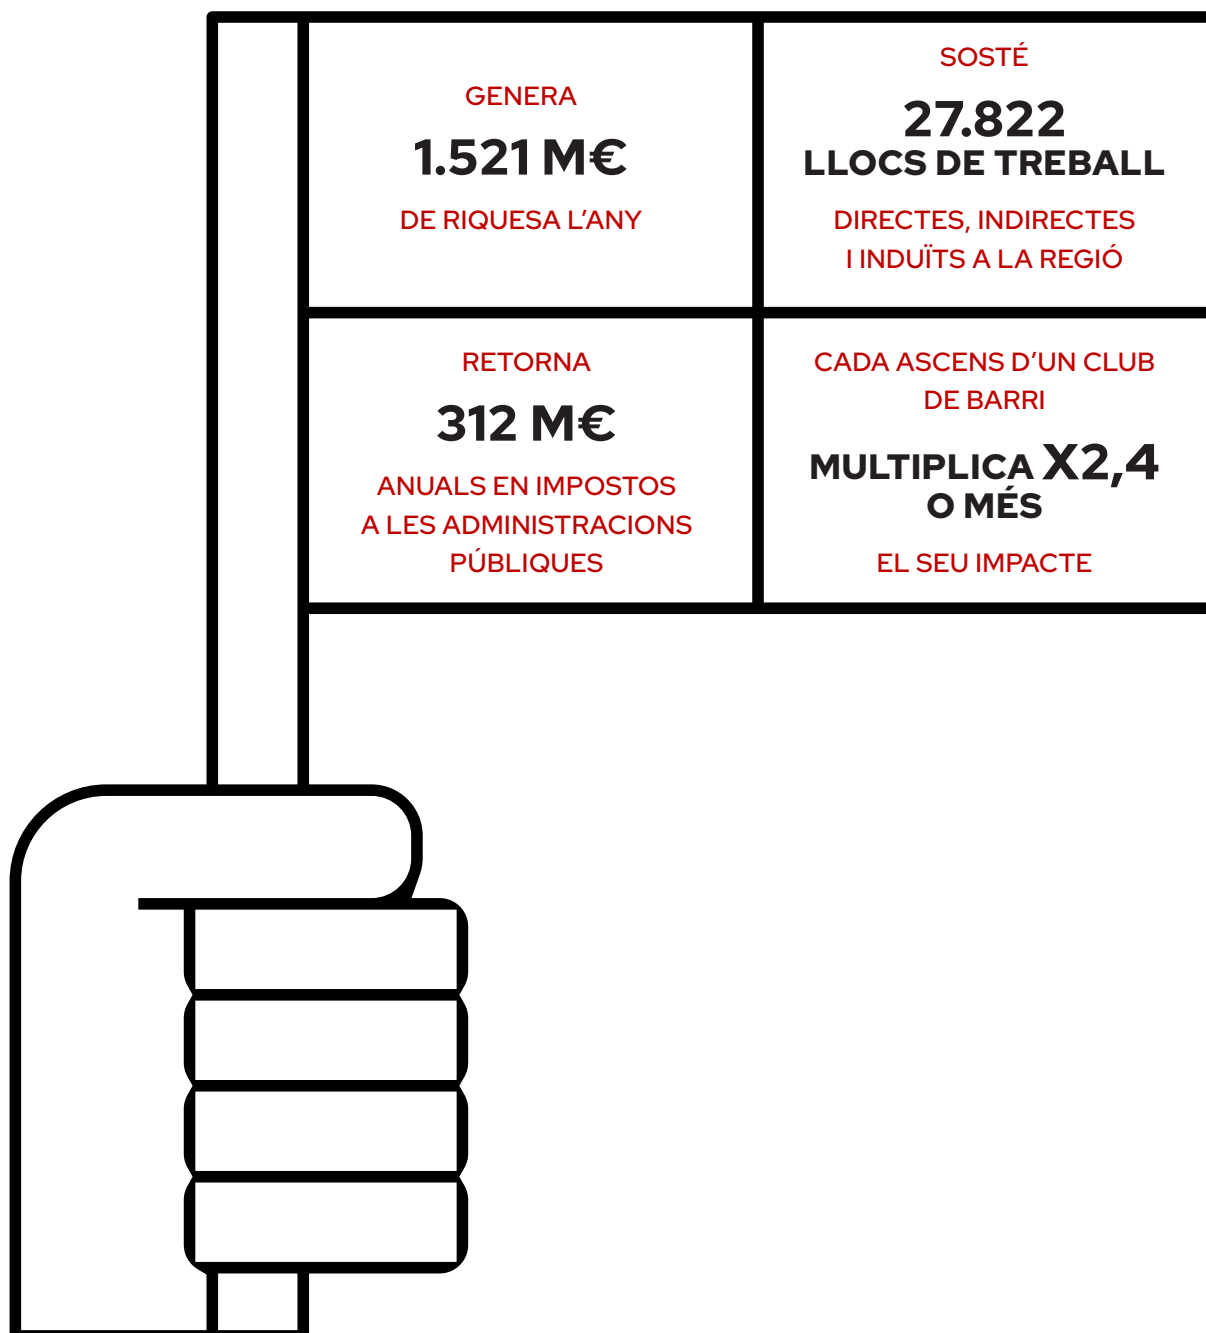 GENERA
1.521 M€
DE RIQUESA L’ANY
SOSTÉ
27.822
LLOCS DE TREBALL
DIRECTES, INDIRECTES
I INDUÏTS A LA REGIÓ
RETORNA
312 M€
ANUALS EN IMPOSTOS
A LES ADMINISTRACIONS
PÚBLIQUES
CADA ASCENS D’UN CLUB
DE BARRI
MULTIPLICA X2,4
O MÉS
EL SEU IMPACTE